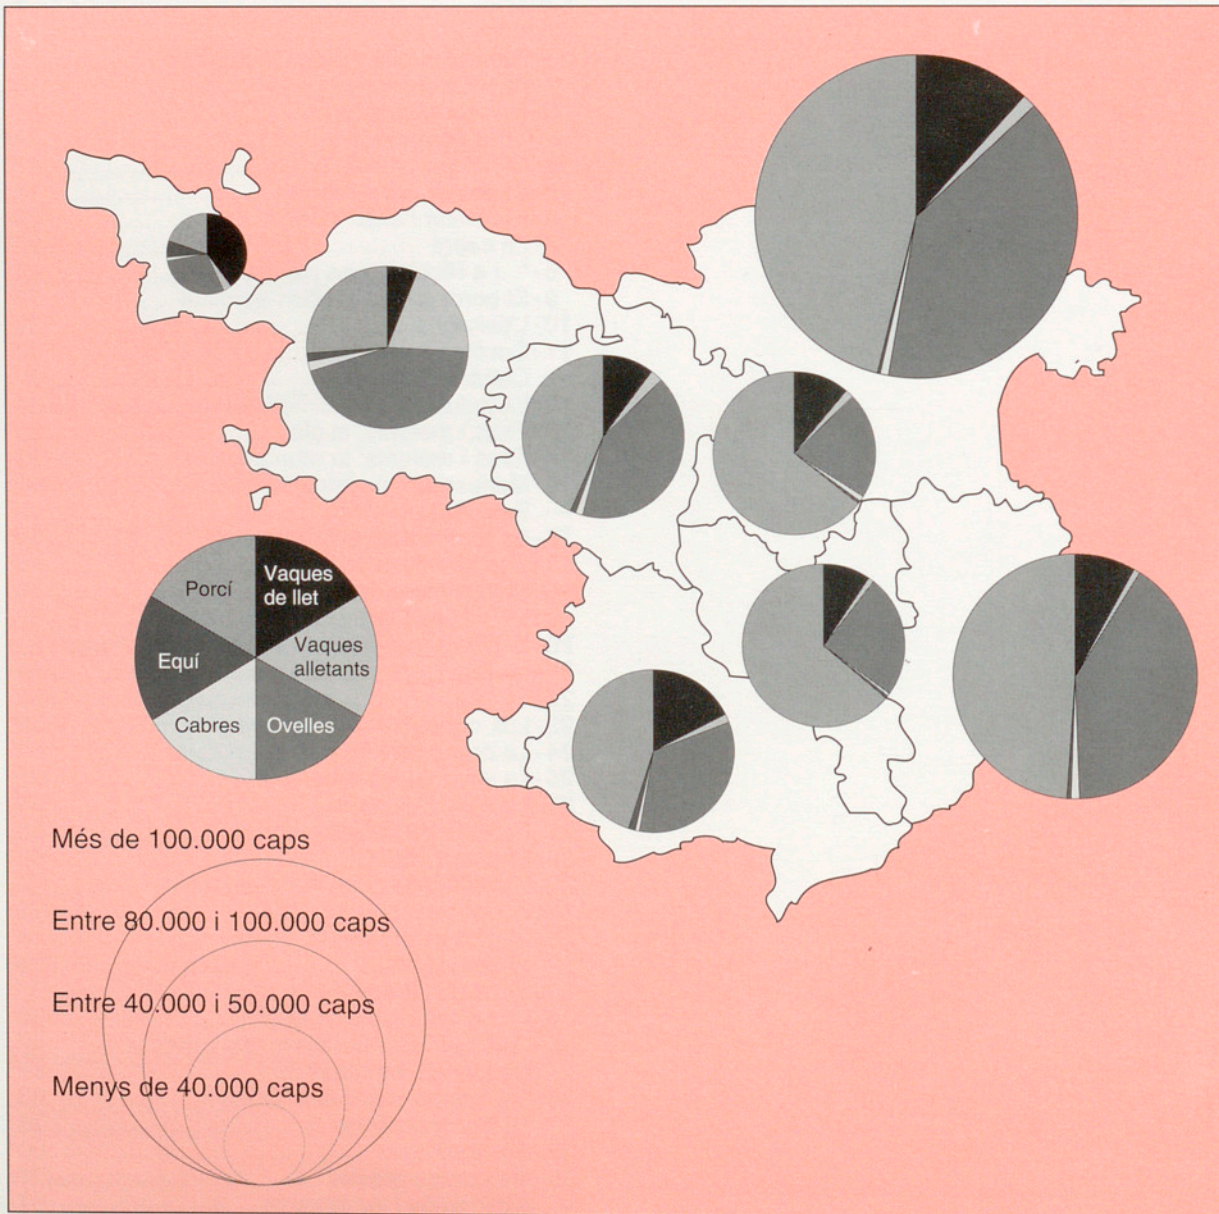 Porcí
Vaques
de llet
Equí
Vaques
alletants
Cabres
Ovelles
Més de 100.000 caps
Entre 80.000 i 100.000 caps
Entre 40.000 i 50.000 caps
Menys de 40.000 caps